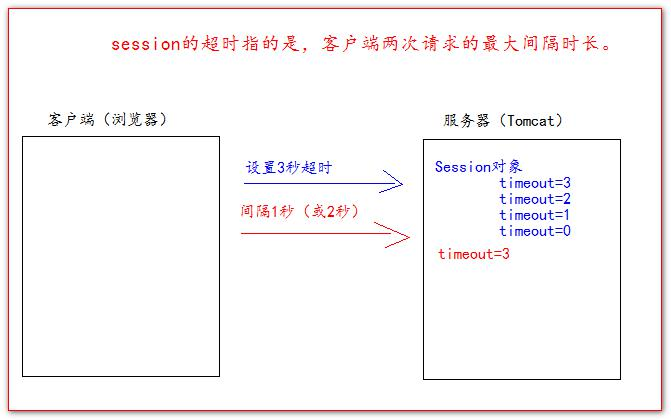 session的超时指的是，客户端两次请求的最大间隔时长。
客户端（浏览器）
服务器（Tomcat）
设置3秒超时
Session对象
timeout=3
timeout=2
timeout=1
timeout=0
间隔1秒（或2秒）
timeout=3